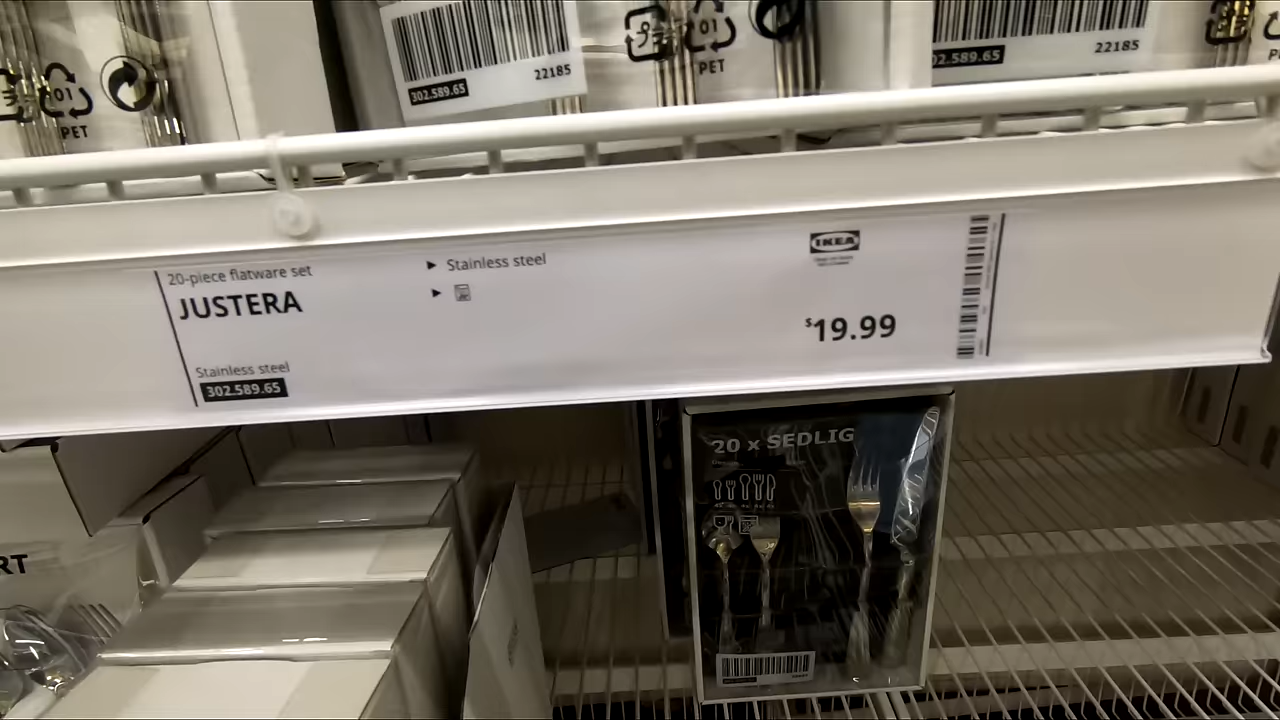 302.589.65
22185
01
PET
02.589.65
22185
01
PET
20-piece flatware set
JUSTERA
Stainless steel
302.589.65
Stainless steel
IKEA
$19.99
20 x SEDLIG
RT